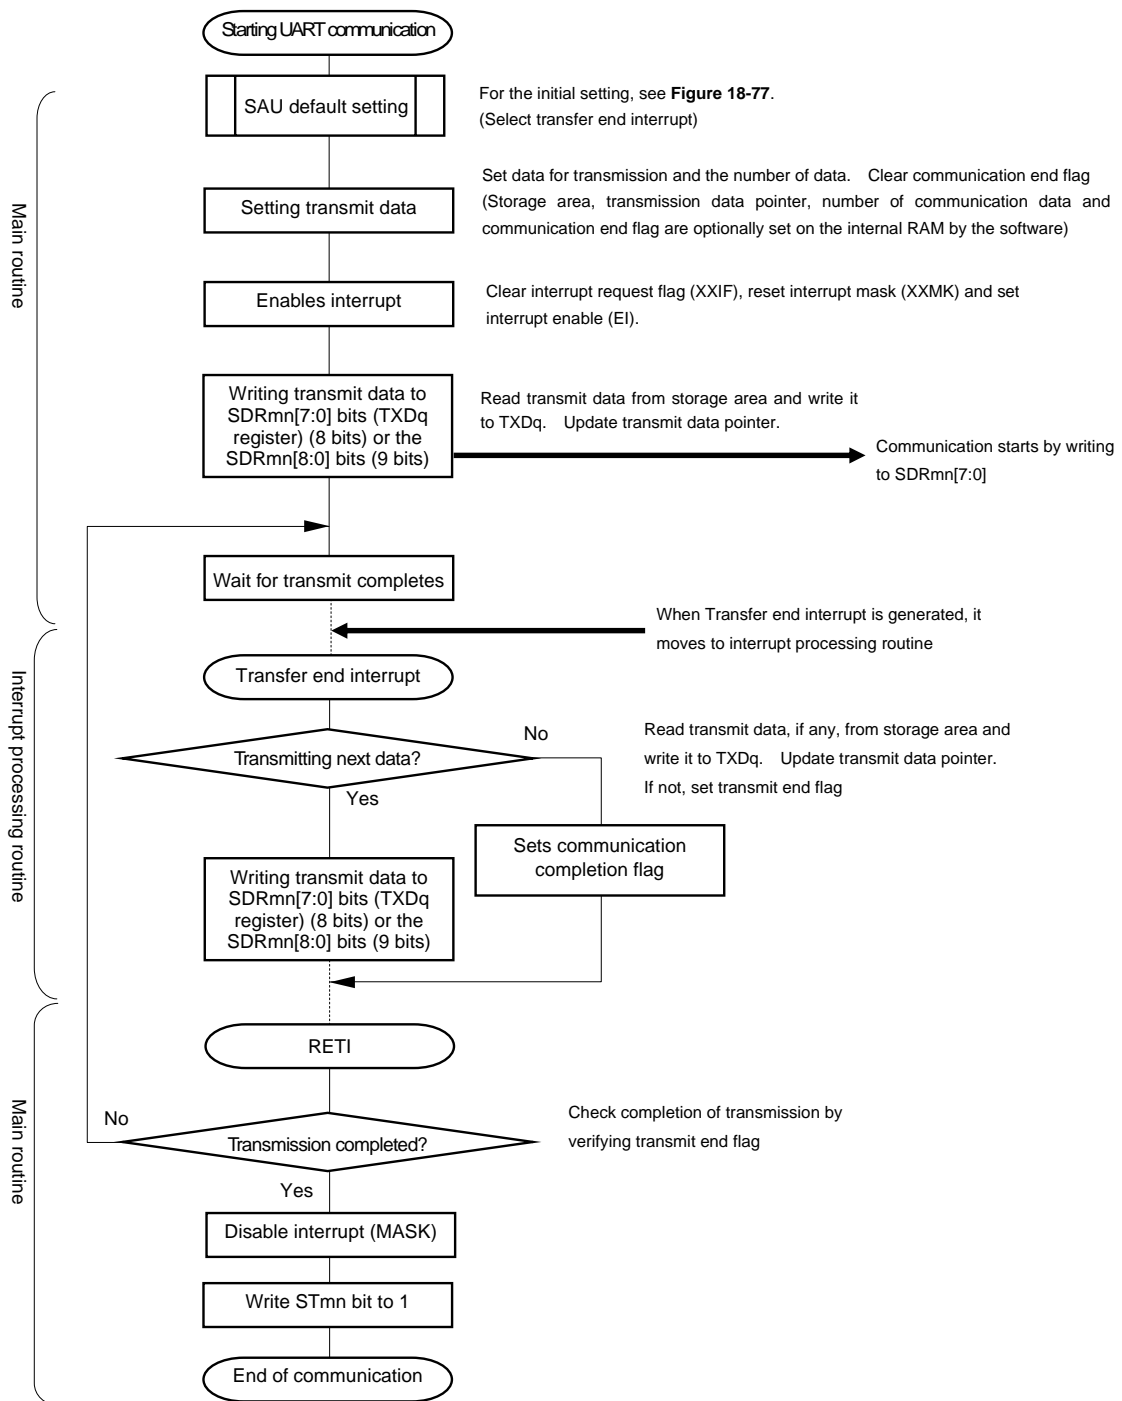 Starting UART communication
SAU default setting
For the initial setting, see Figure 18-77.
(Select transfer end interrupt)
Main routine
Setting transmit data
Set data for transmission and the number of data. Clear communication end flag
(Storage area, transmission data pointer, number of communication data and
communication end flag are optionally set on the internal RAM by the software)
Enables interrupt
Clear interrupt request flag (XXIF), reset interrupt mask (XXMK) and set
interrupt enable (EI).
Writing transmit data to
SDRmn[7:0] bits (TXDq
register) (8 bits) or the
SDRmn[8:0] bits (9 bits)
Read transmit data from storage area and write it
to TXDq. Update transmit data pointer.
Communication starts by writing
to SDRmn[7:0]
Wait for transmit completes
When Transfer end interrupt is generated, it
moves to interrupt processing routine
Interrupt processing routine
Transfer end interrupt
Transmitting next data?
No
Yes
Read transmit data, if any, from storage area and
write it to TXDq. Update transmit data pointer.
If not, set transmit end flag
Sets communication
completion flag
Writing transmit data to
SDRmn[7:0] bits (TXDq
register) (8 bits) or the
SDRmn[8:0] bits (9 bits)
RETI
Main routine
No
Transmission completed?
Check completion of transmission by
verifying transmit end flag
Yes
Disable interrupt (MASK)
Write STmn bit to 1
End of communication